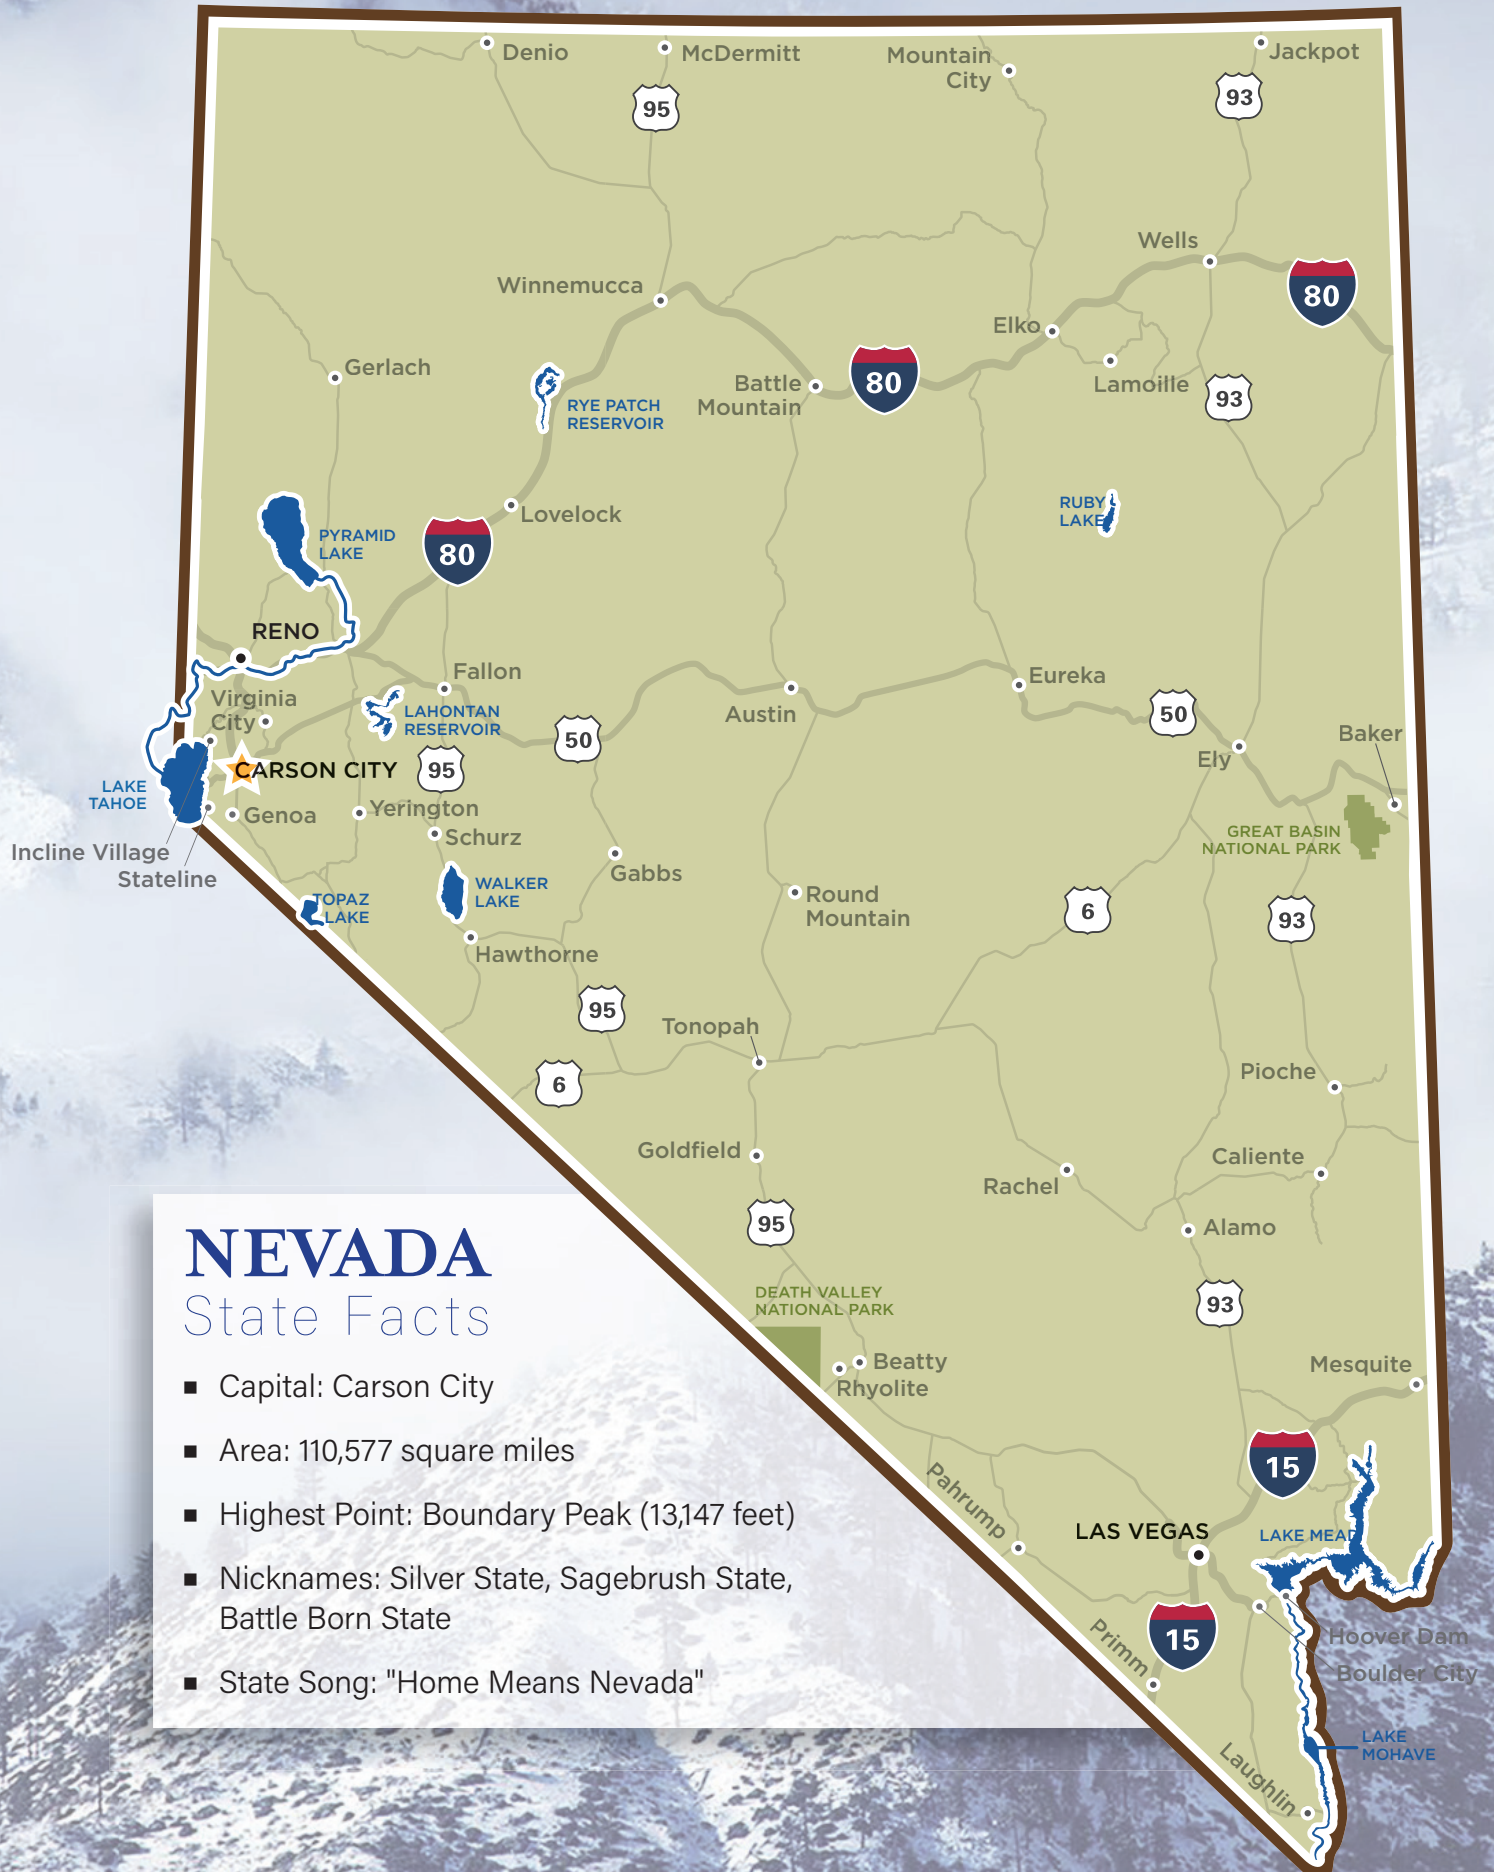 Denio
McDermitt
Mountain
City
Jackpot
95
93
Wells
Winnemucca
80
Elko
Gerlach
80
Battle
Mountain
Lamoille
93
RYE PATCH
RESERVOIR
RUBY
LAKE
Lovelock
PYRAMID
LAKE
80
RENO
Fallon
Eureka
Virginia
City
LAHONTAN
RESERVOIR
Austin
50
50
Baker
Ely
CARSON CITY
95
LAKE
TAHOE
Genoa
Yerington
Schurz
GREAT BASIN
NATIONAL PARK
Incline Village
Stateline
Gabbs
WALKER
LAKE
TOPAZ
LAKE
Round
Mountain
6
93
Hawthorne
95
Tonopah
6
Pioche
Goldfield
Caliente
Rachel
95
Alamo
NEVADA
State Facts
DEATH VALLEY
NATIONAL PARK
93
Beatty
Rhyolite
Mesquite
Capital: Carson City
Area: 110,577 square miles
Highest Point: Boundary Peak (13,147 feet)
Nicknames: Silver State, Sagebrush State,
Battle Born State
State Song: "Home Means Nevada"
15
Pahrump
LAS VEGAS
LAKE MEAD
Primm
15
Hoover Dam
Boulder City
LAKE
MOHAVE
Laughlin